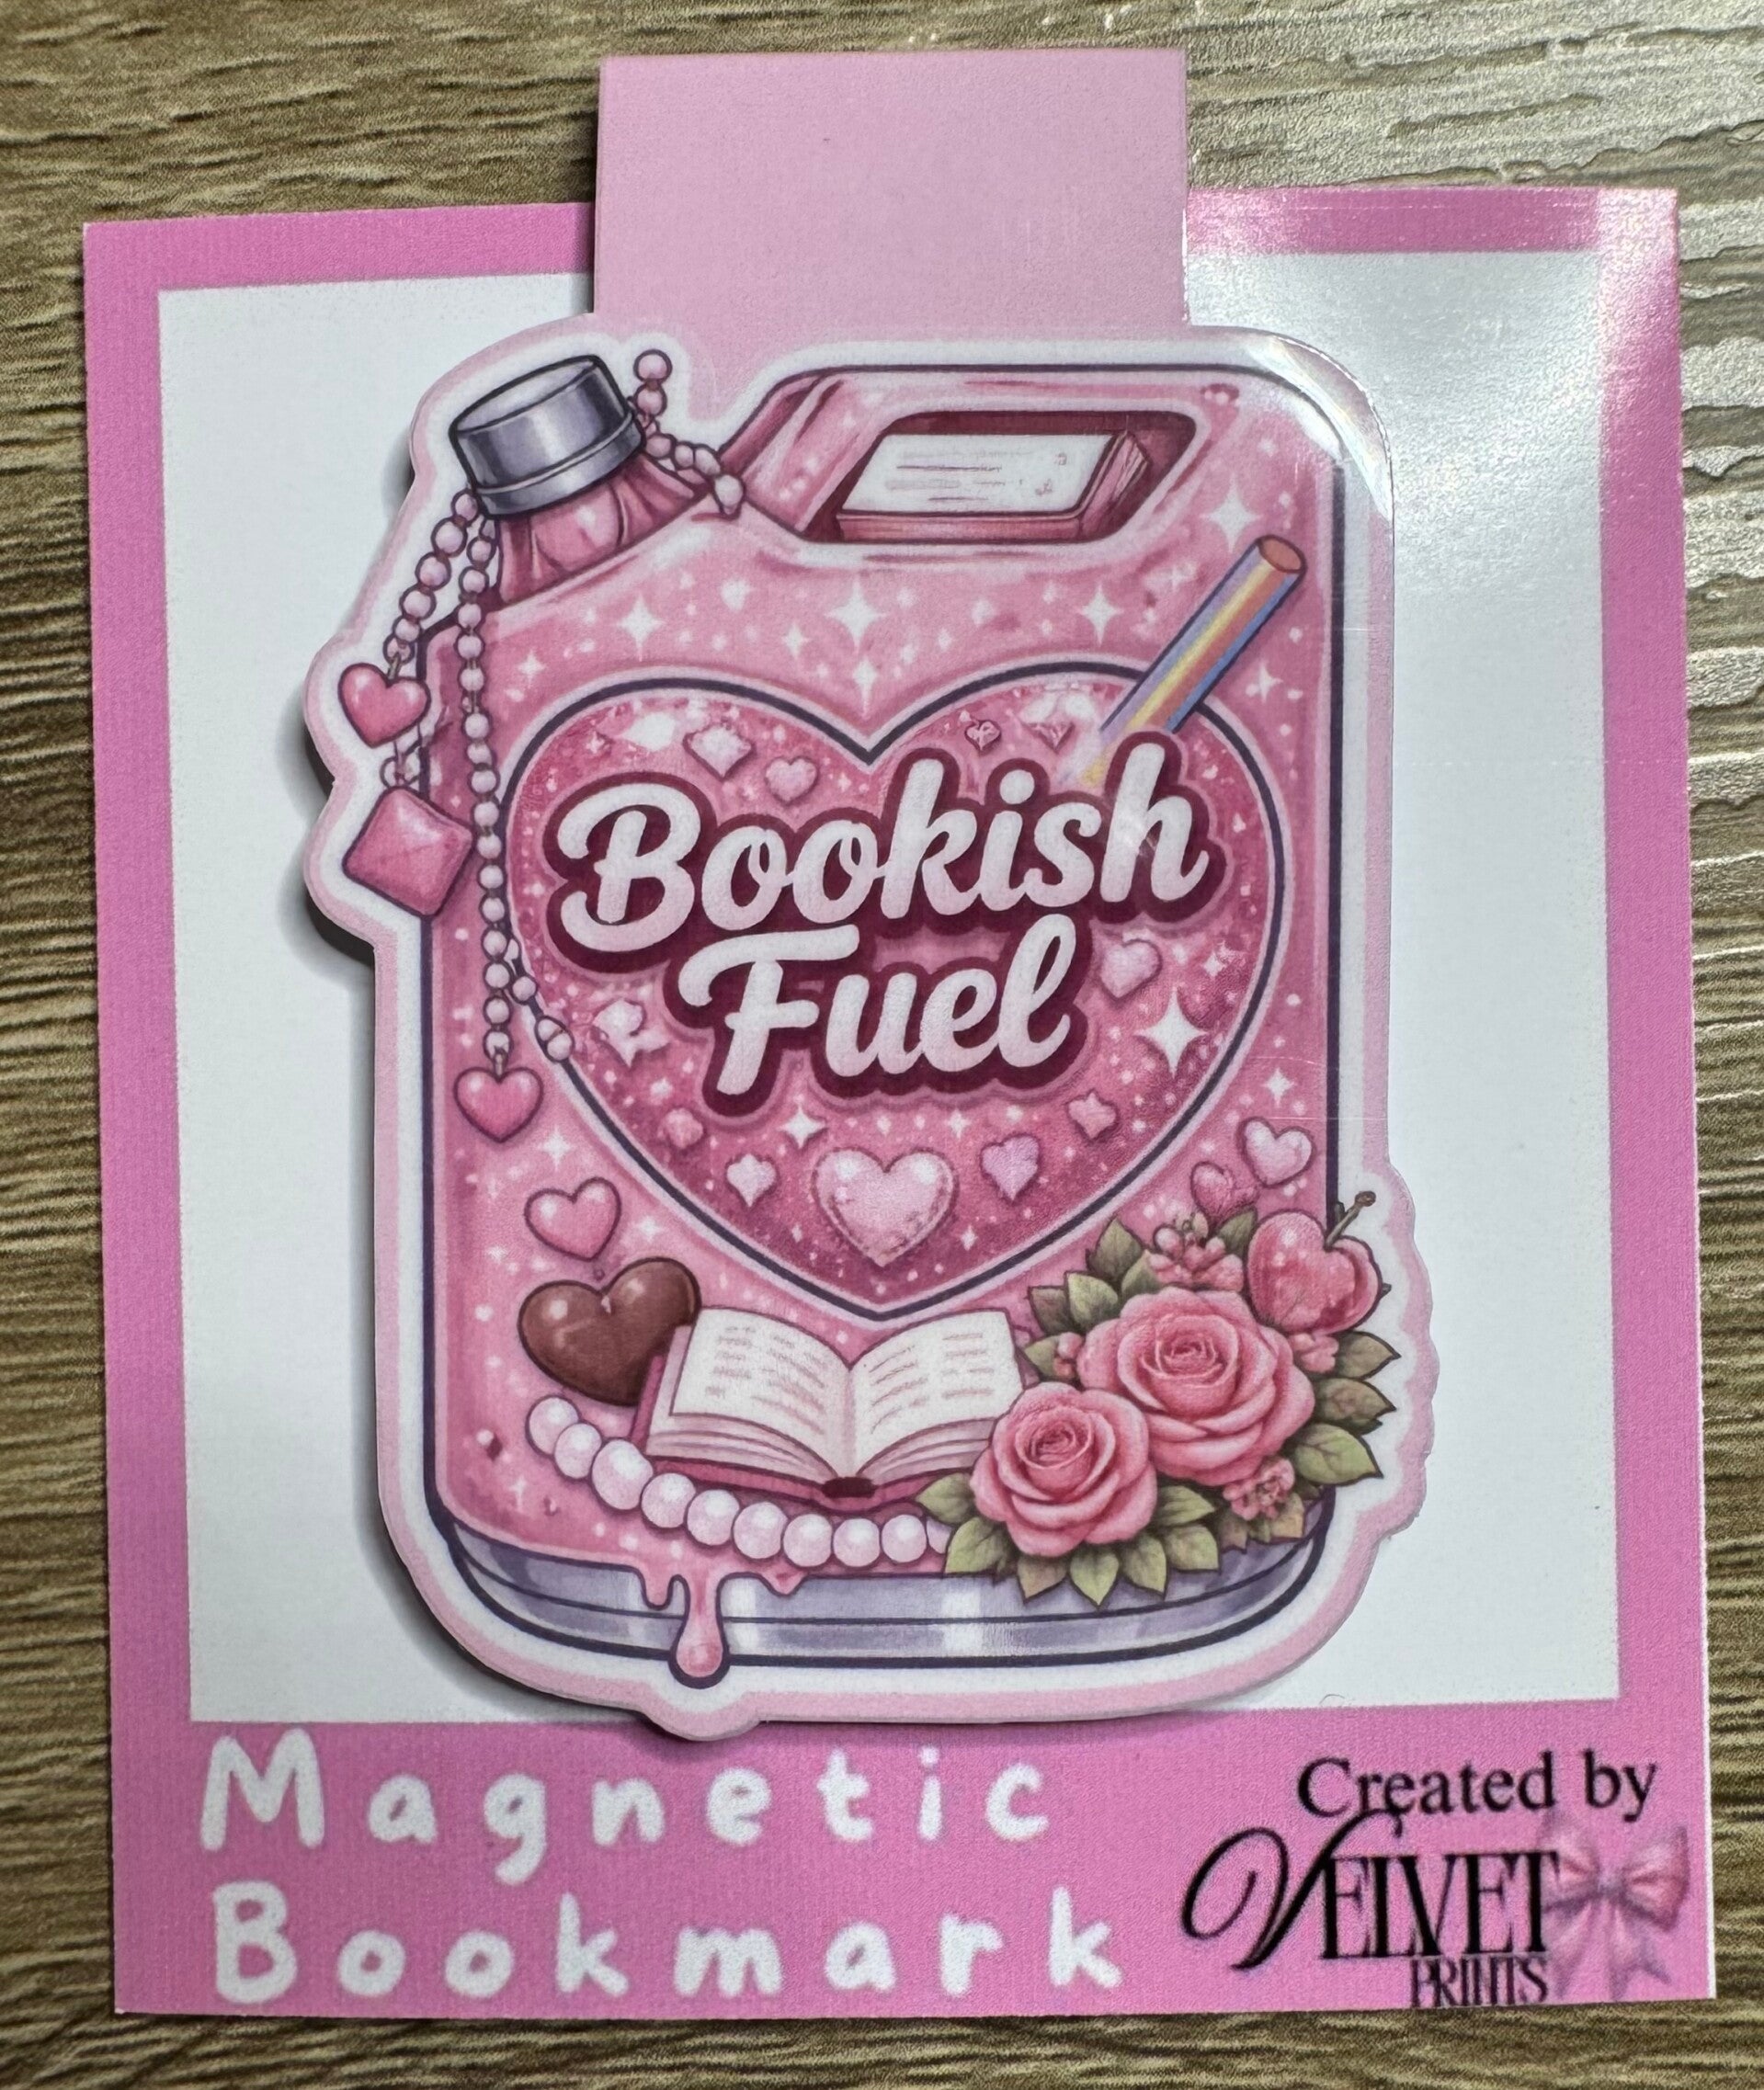 Bookish
Fuel
Magnetic
Bookmark
Created by
VELVET
PRINTS